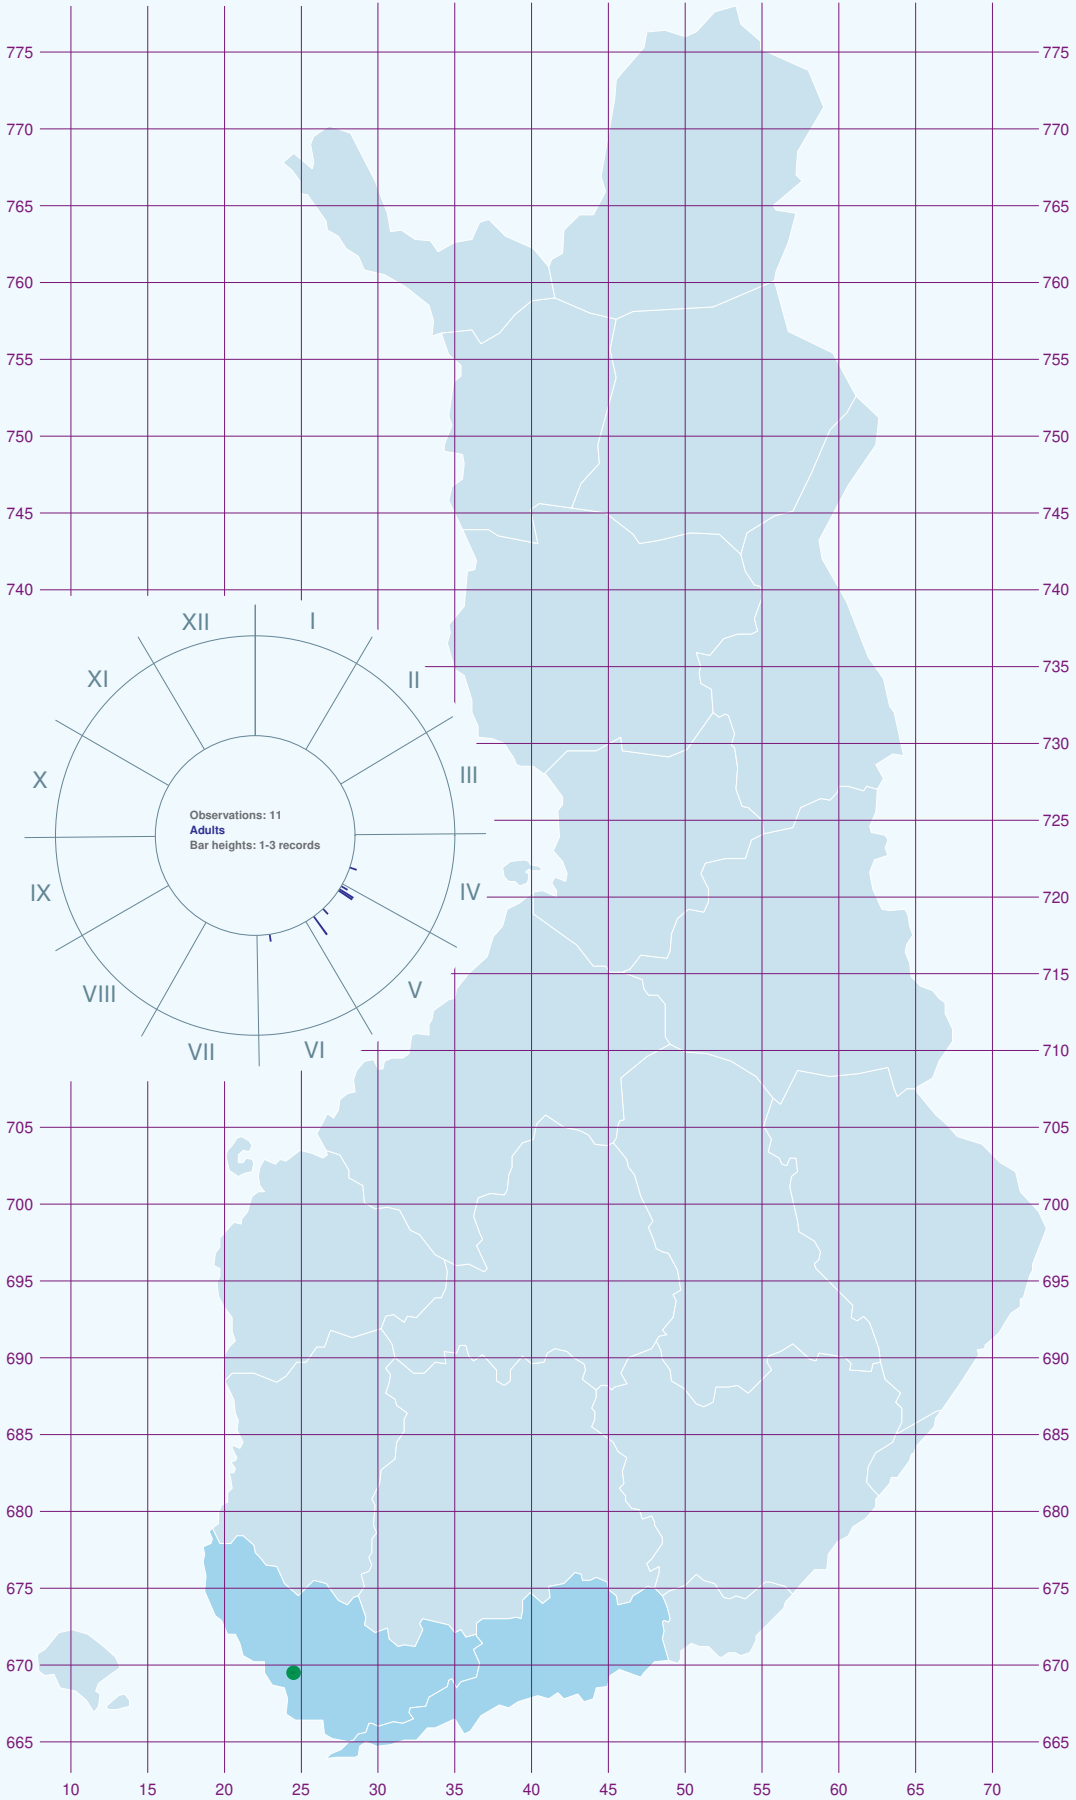 775 775
770 770
765 765
760 760
755 755
750 750
745 745
740 740
XII I
XI II
735
730
X III
Observations: 11
Adults
Bar heights: 1-3 records
725
IX IV
720
715
VIII V
VII VI
710
705 705
700 700
695 695
690 690
685 685
680 680
675 675
670 670
665 665
10 15 20 25 30 35 40 45 50 55 60 65 70